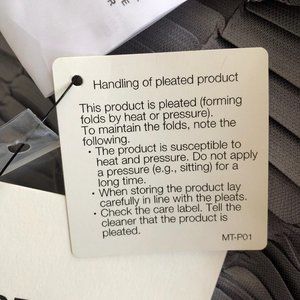 Handling of pleated product
This product is pleated (forming
folds by heat or pressure).
To maintain the folds, note the
following.
• The product is susceptible to
heat and pressure. Do not apply
a pressure (e.g., sitting) for a
long time.
• When storing the product lay
carefully in line with the pleats.
• Check the care label. Tell the
cleaner that the product is
pleated.
MT-P01